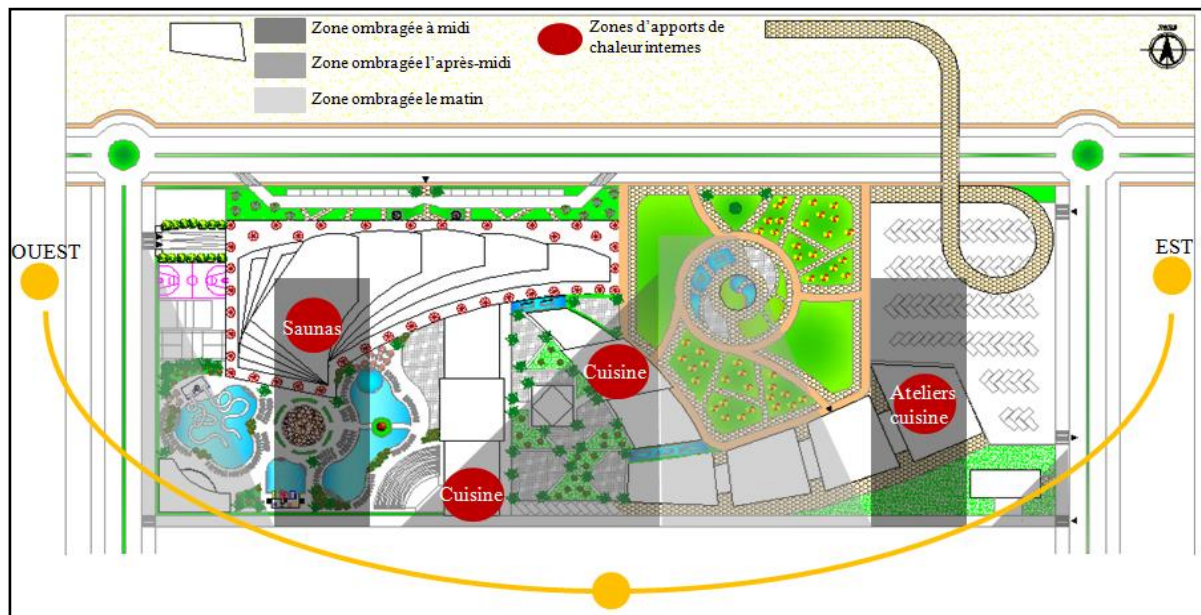 Zone ombragée à midi
Zone ombragée l'après-midi
Zone ombragée le matin
Zones d'apports de
chaleur internes
OUEST
EST
Saunas
Cuisine
Ateliers
cuisine
Cuisine